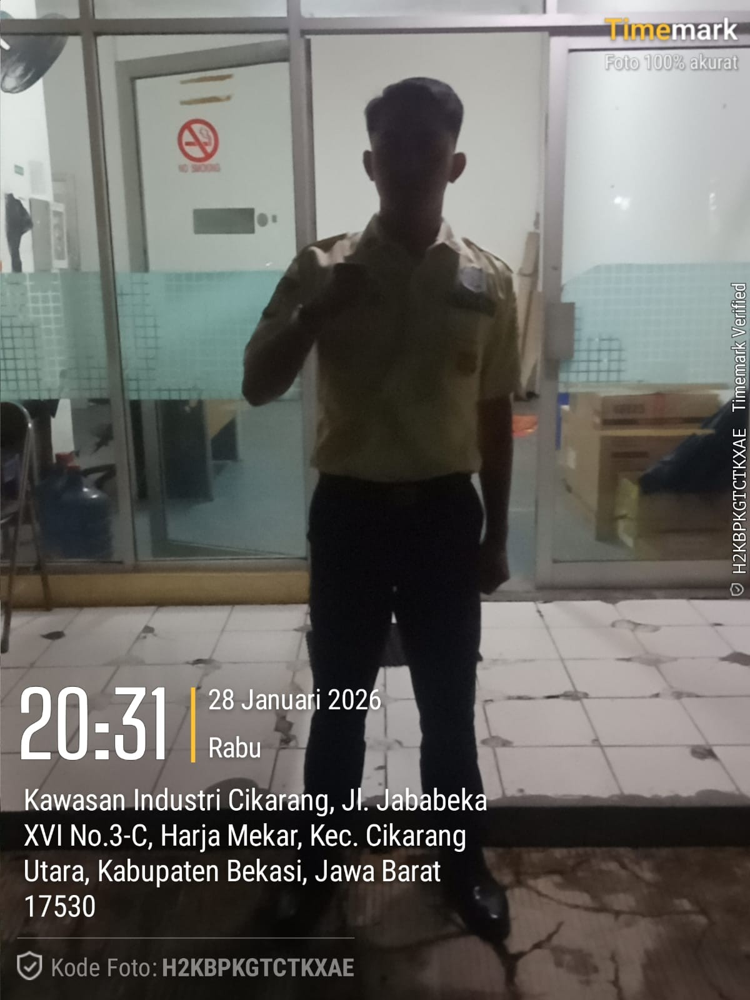 Timemark
Foto 100% akurat
NO SMOKING
H2KBPKGTCTKXAE Timemark Verified
20:31
28 Januari 2026
Rabu
Kawasan Industri Cikarang, Jl. Jababeka
XVI No.3-C, Harja Mekar, Kec. Cikarang
Utara, Kabupaten Bekasi, Jawa Barat
17530
Kode Foto: H2KBPKGTCTKXAE